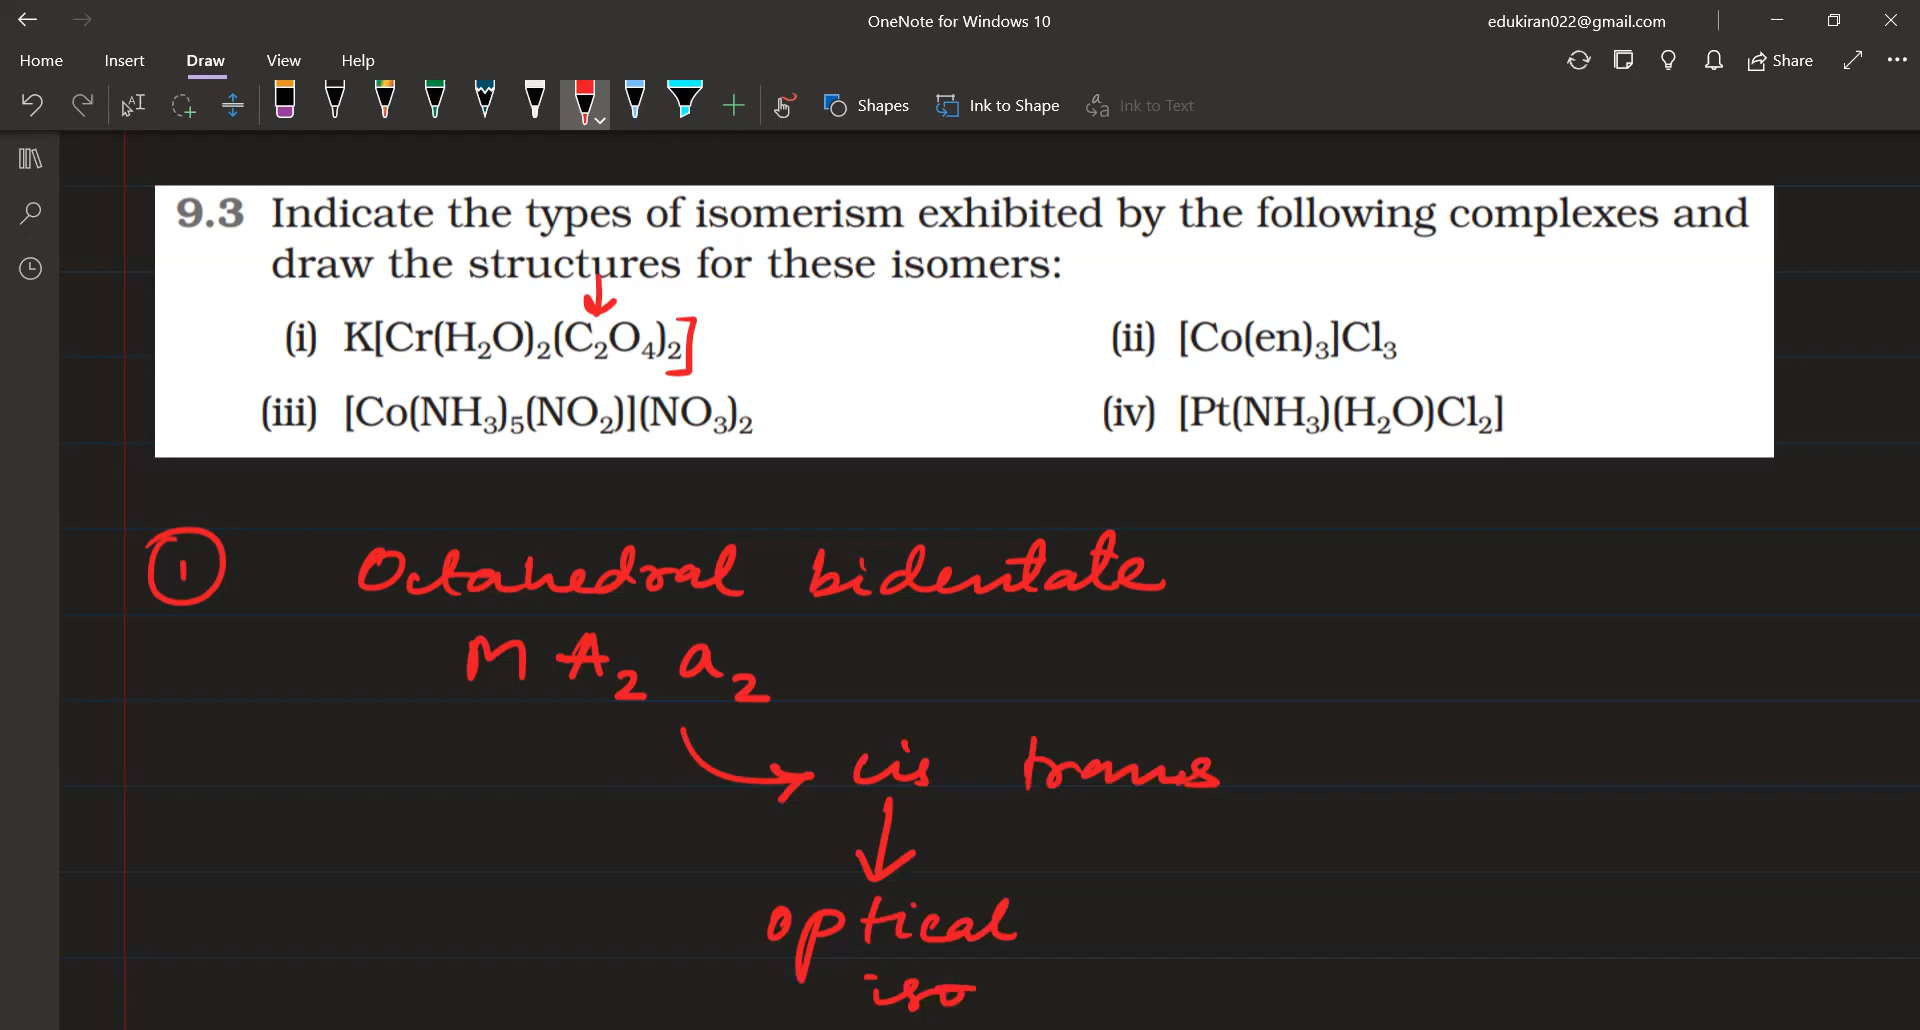 OneNote for Windows 10
edukiran022@gmail.com
Home Insert Draw View Help
Share
Shapes Ink to Shape Ink to Text
9.3 Indicate the types of isomerism exhibited by the following complexes and
draw the structures for these isomers:
(i) K[Cr(H₂O)₂(C₂O₄)₂]
(ii) [Co(en)₃]Cl₃
(iii) [Co(NH₃)₅(NO₂)](NO₃)₂
(iv) [Pt(NH₃)(H₂O)Cl₂]
① Octahedral bidentate
M A₂ a₂
cis trans
optical
iso